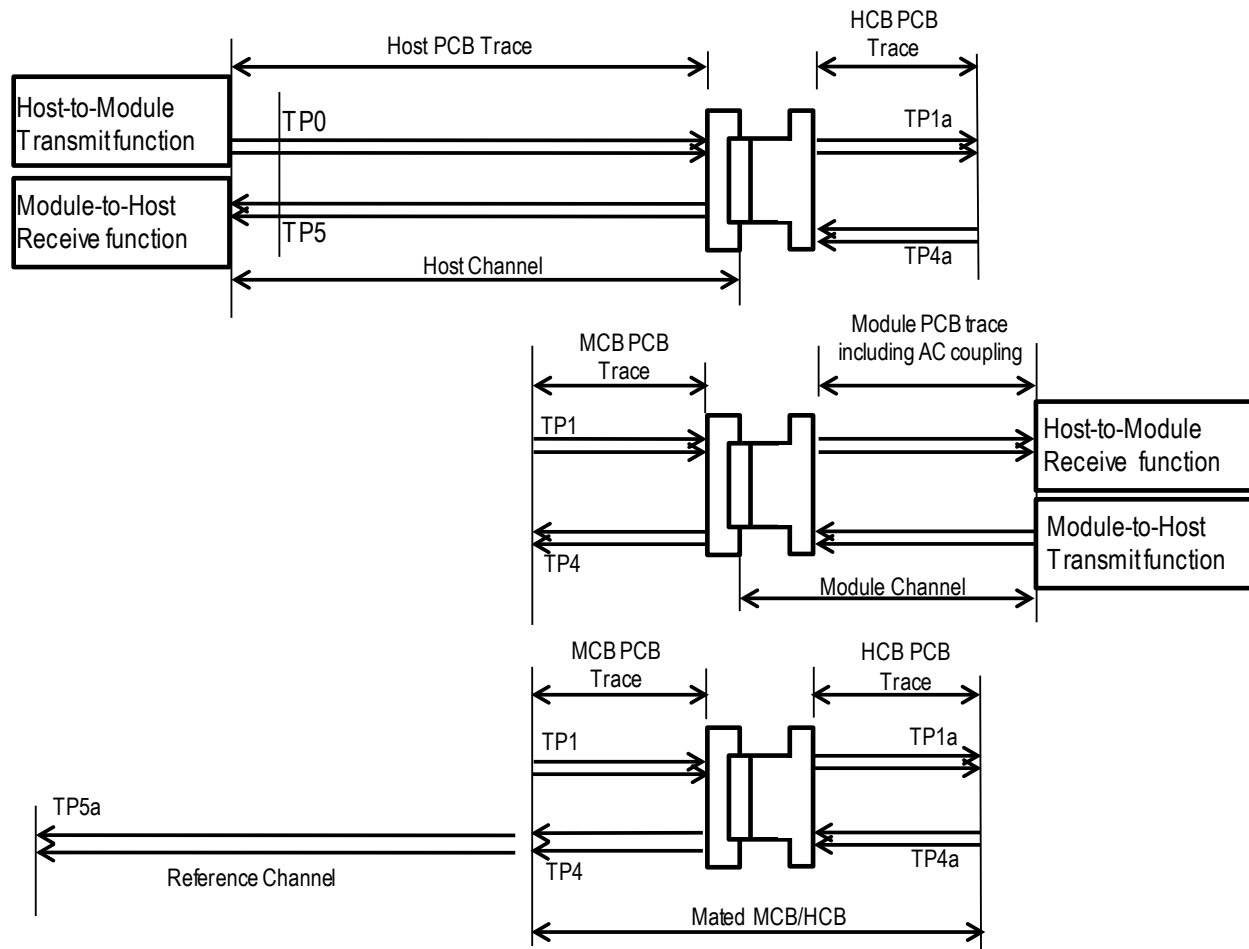 HCB PCB
Trace
Host PCB Trace
Host-to-Module
Transmit function
TP0
TP1a
Module-to-Host
Receive function
TP5
TP4a
Host Channel
MCB PCB
Trace
Module PCB trace
including AC coupling
TP1
Host-to-Module
Receive function
TP4
Module-to-Host
Transmit function
Module Channel
MCB PCB
Trace
HCB PCB
Trace
TP1
TP1a
TP5a
TP4
TP4a
Reference Channel
Mated MCB/HCB